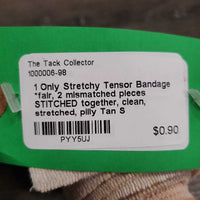 The Tack Collector
1000006-98
1 Only Stretchy Tensor Bandage
*fair, 2 mismatched pieces
STITCHED together, clean,
stretched, pilly Tan S
PYY5UJ
$0.90